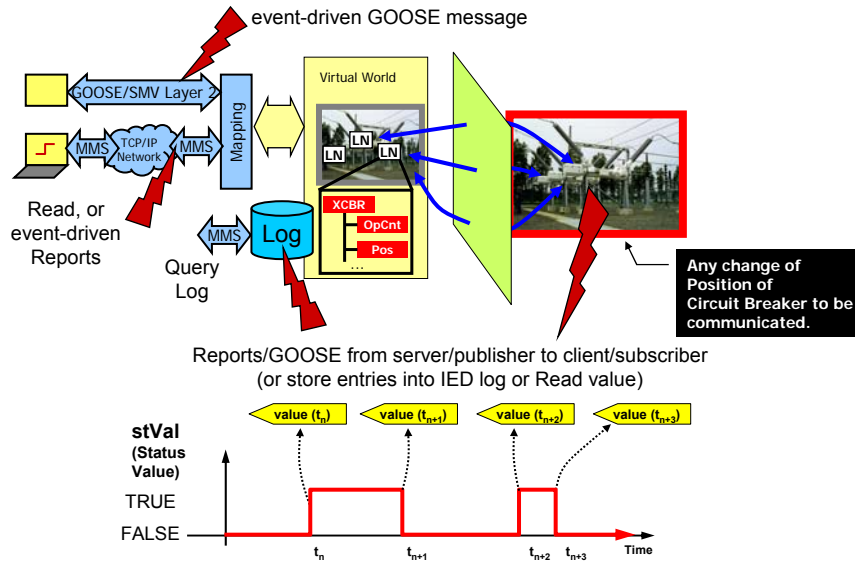 event-driven GOOSE message
Virtual World
GOOSE/SMV Layer 2
Mapping
MMS
TCP/IP
Network
MMS
LN
LN
LN
Read, or
event-driven
Reports
MMS
Log
Query
Log
XCBR
OpCnt
Pos
...
Any change of
Position of
Circuit Breaker to be
communicated.
Reports/GOOSE from server/publisher to client/subscriber
(or store entries into IED log or Read value)
value (tn)
value (tn+1)
value (tn+2)
value (tn+3)
stVal
(Status
Value)
TRUE
FALSE
tn
tn+1
tn+2
tn+3
Time